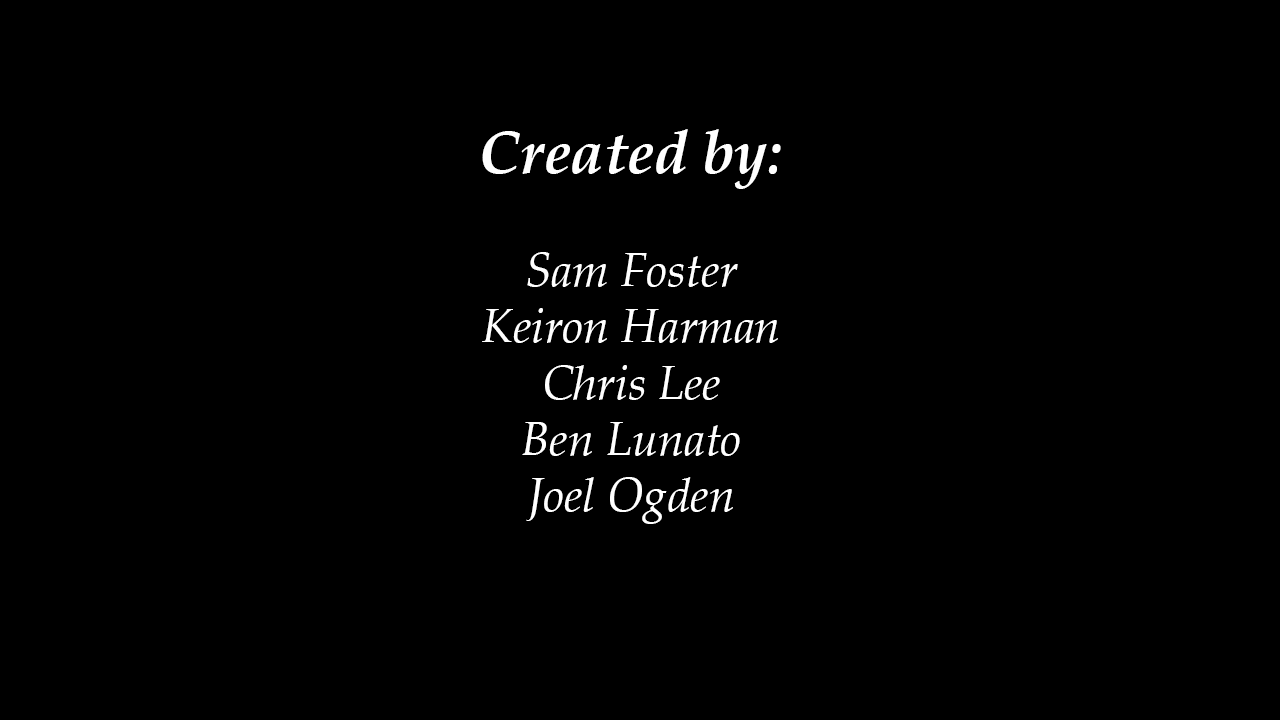 Created by:
Sam Foster
Keiron Harman
Chris Lee
Ben Lunato
Joel Ogden